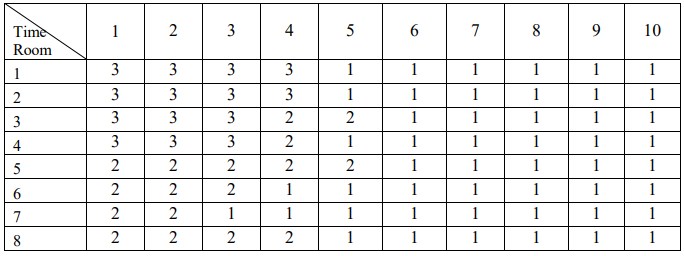 Time 1 2 3 4 5 6 7 8 9 10
Room
1 3 3 3 3 1 1 1 1 1 1
2 3 3 3 3 1 1 1 1 1 1
3 3 3 3 2 2 1 1 1 1 1
4 3 3 3 2 1 1 1 1 1 1
5 2 2 2 2 2 1 1 1 1 1
6 2 2 2 1 1 1 1 1 1 1
7 2 2 1 1 1 1 1 1 1 1
8 2 2 2 2 1 1 1 1 1 1